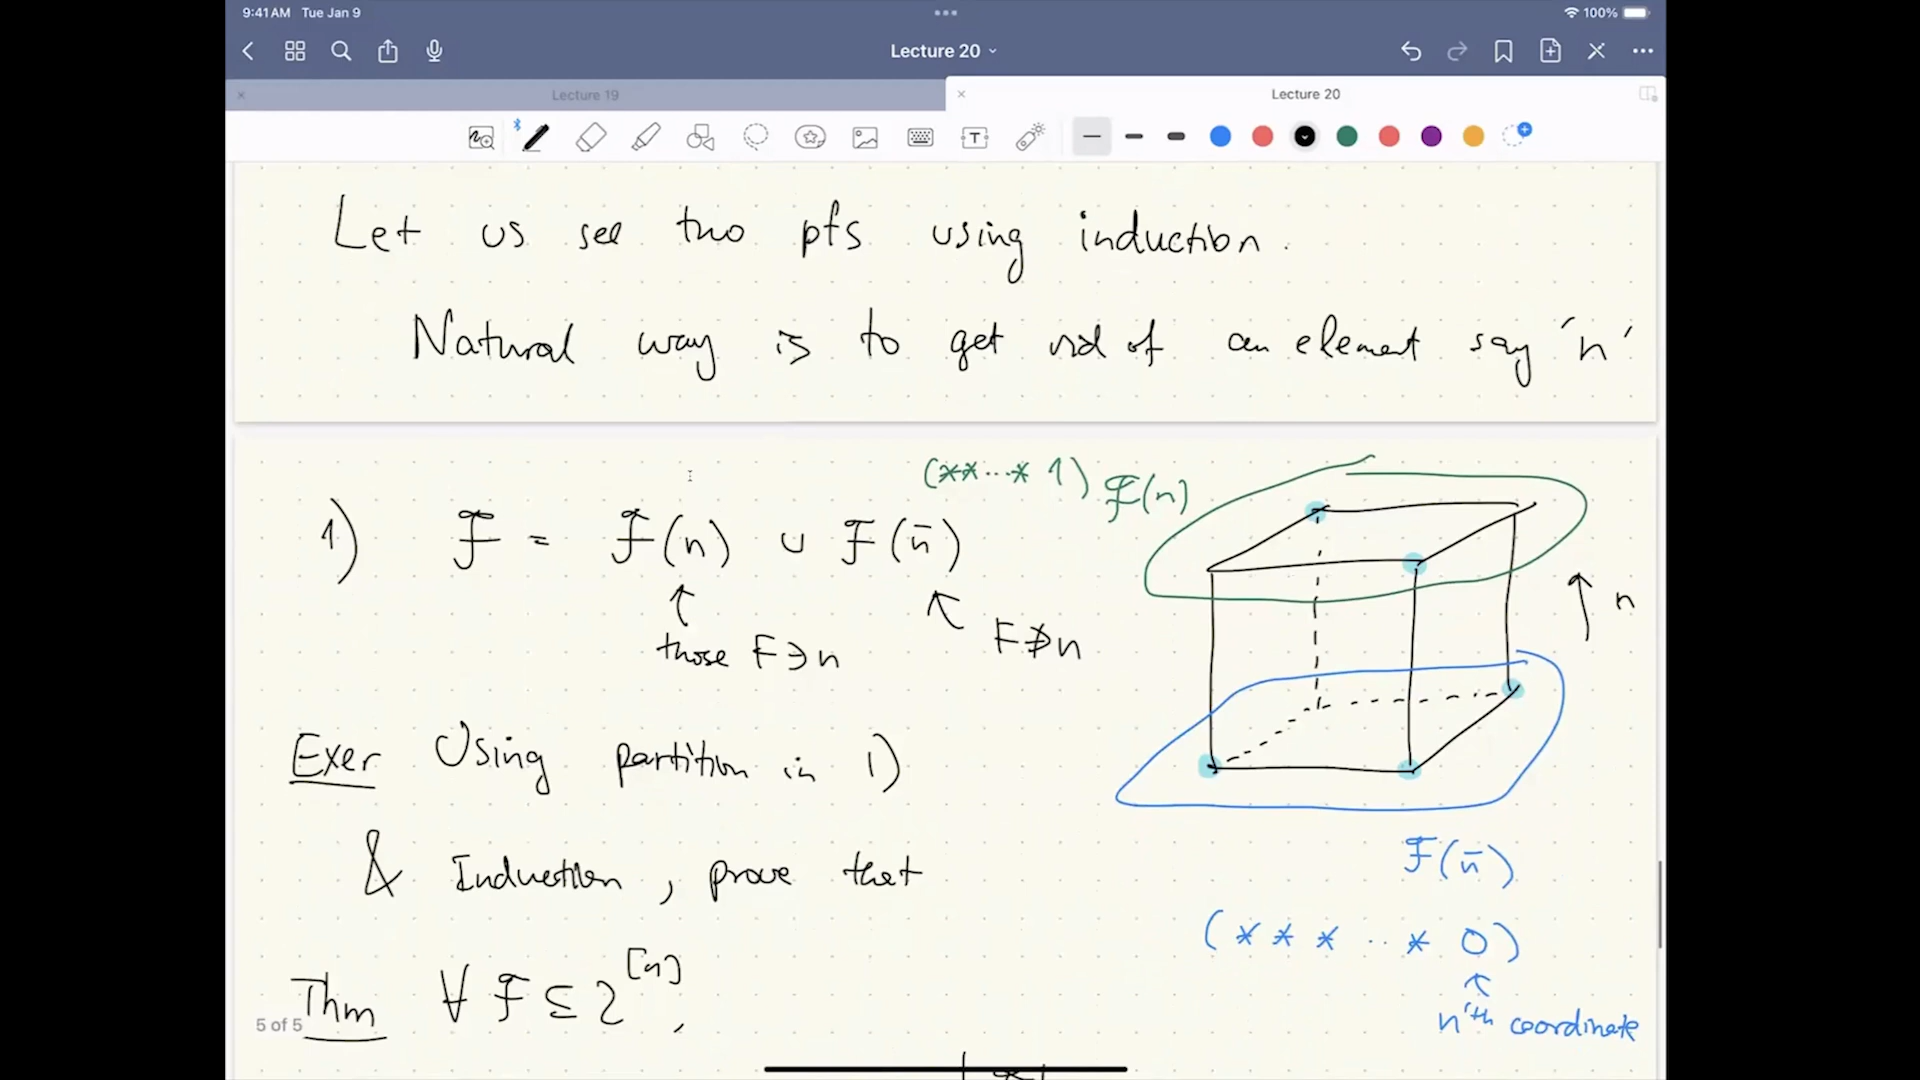 9:41 AM Tue Jan 9
100%
Lecture 20
Lecture 19
Lecture 20
Let us see two pfs using induction.
Natural way is to get rid of an element say 'n'
(**...* 1) F(n)
1) F = F(n) ∪ F(n̄)
n
those F∋n
F∌n
Exer Using partition in 1)
& Induction, prove that
F(n̄)
(* * * .. * 0)
Thm ∀ F ⊆ 2^[n],
n'th coordinate
5 of 5